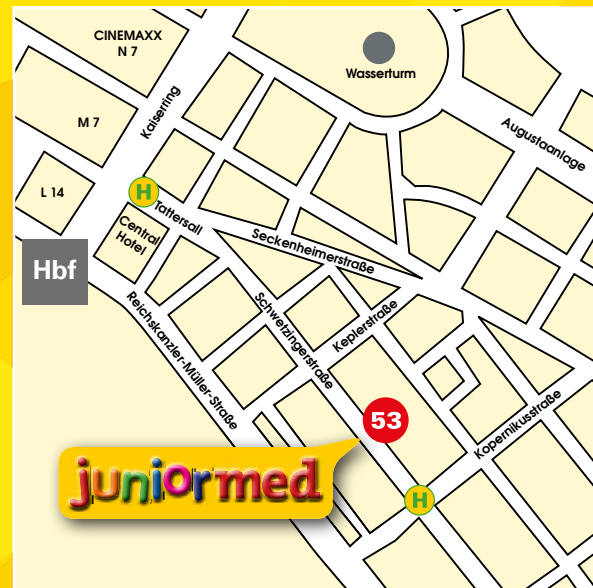 CINEMAXX
N 7
Wasserturm
Kaiserring
M 7
Augustaanlage
L 14
H
Tattersall
Central
Hotel
Seckenheimerstraße
Hbf
Schwetzingerstraße
Keplerstraße
Reichskanzler-Müller-Straße
53
Kopernikusstraße
juniormed
H